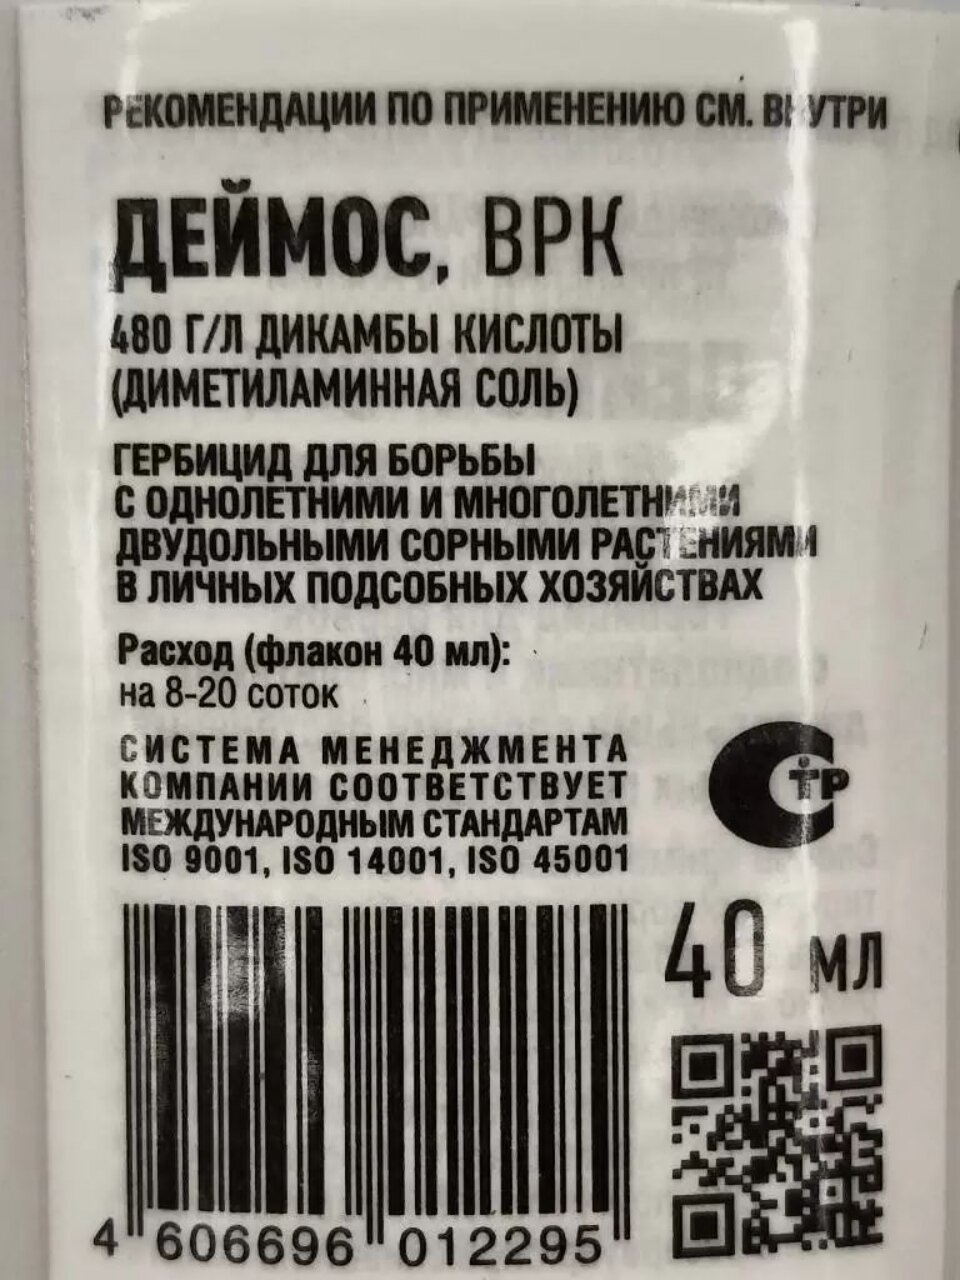 РЕКОМЕНДАЦИИ ПО ПРИМЕНЕНИЮ СМ. ВНУТРИ
ДЕЙМОС, ВРК
480 Г/Л ДИКАМБЫ КИСЛОТЫ
(ДИМЕТИЛАМИННАЯ СОЛЬ)
ГЕРБИЦИД ДЛЯ БОРЬБЫ
С ОДНОЛЕТНИМИ И МНОГОЛЕТНИМИ
ДВУДОЛЬНЫМИ СОРНЫМИ РАСТЕНИЯМИ
В ЛИЧНЫХ ПОДСОБНЫХ ХОЗЯЙСТВАХ
Расход (флакон 40 мл):
на 8-20 соток
СИСТЕМА МЕНЕДЖМЕНТА
КОМПАНИИ СООТВЕТСТВУЕТ
МЕЖДУНАРОДНЫМ СТАНДАРТАМ
ISO 9001, ISO 14001, ISO 45001
СТР
40 МЛ
4 606696 012295